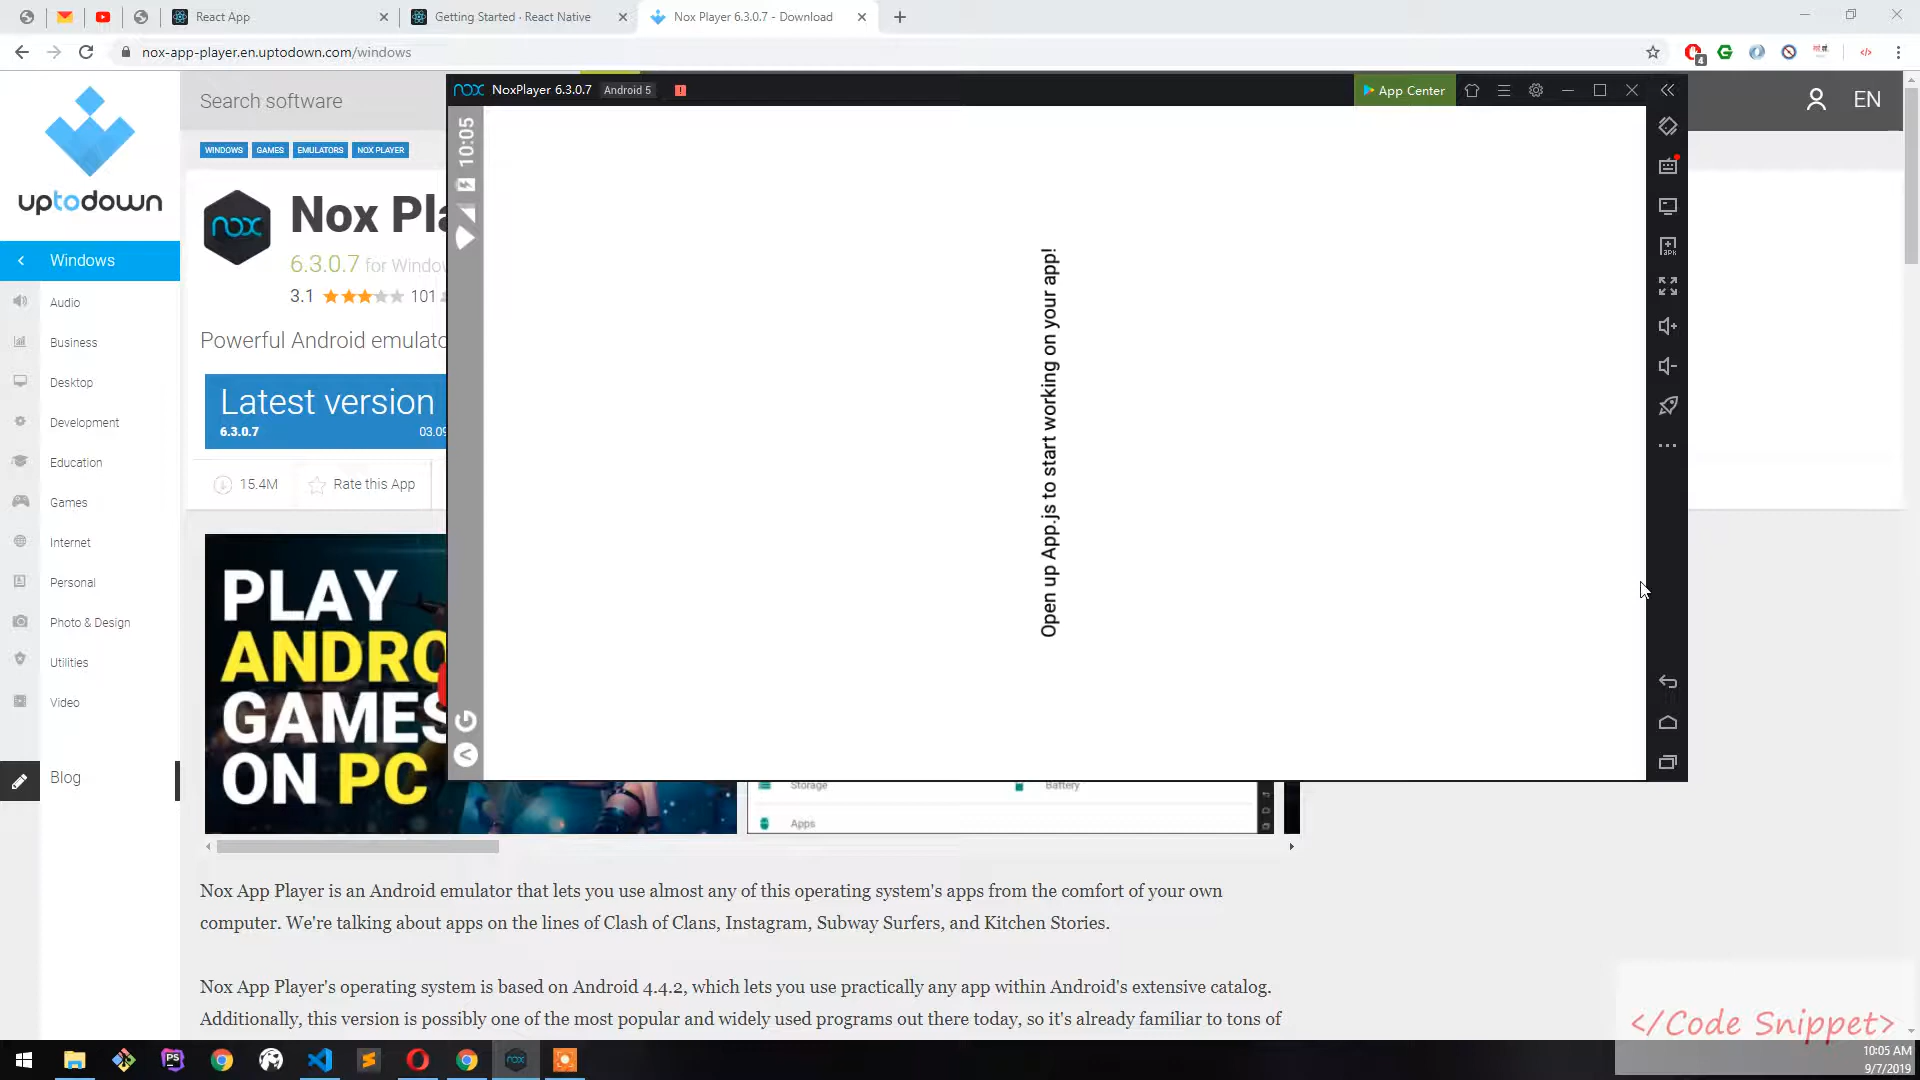 React App
Getting Started · React Native
Nox Player 6.3.0.7 - Download
nox-app-player.en.uptodown.com/windows
4
Search software
EN
WINDOWS
GAMES
EMULATORS
NOX PLAYER
uptodown
Nox Pla
6.3.0.7 for Window
3.1
101
Powerful Android emulato
Latest version
6.3.0.7
03.09
15.4M
Rate this App
Windows
Audio
Business
Desktop
Development
Education
Games
Internet
Personal
Photo & Design
Utilities
Video
Blog
nox
NoxPlayer 6.3.0.7
Android 5
App Center
10:05
Open up App.js to start working on your app!
PLAY
ANDRO
GAMES
ON PC
Storage
Battery
Apps
Nox App Player is an Android emulator that lets you use almost any of this operating system's apps from the comfort of your own
computer. We're talking about apps on the lines of Clash of Clans, Instagram, Subway Surfers, and Kitchen Stories.
Nox App Player's operating system is based on Android 4.4.2, which lets you use practically any app within Android's extensive catalog.
Additionally, this version is possibly one of the most popular and widely used programs out there today, so it's already familiar to tons of
</Code Snippet>
10:05 AM
9/7/2019